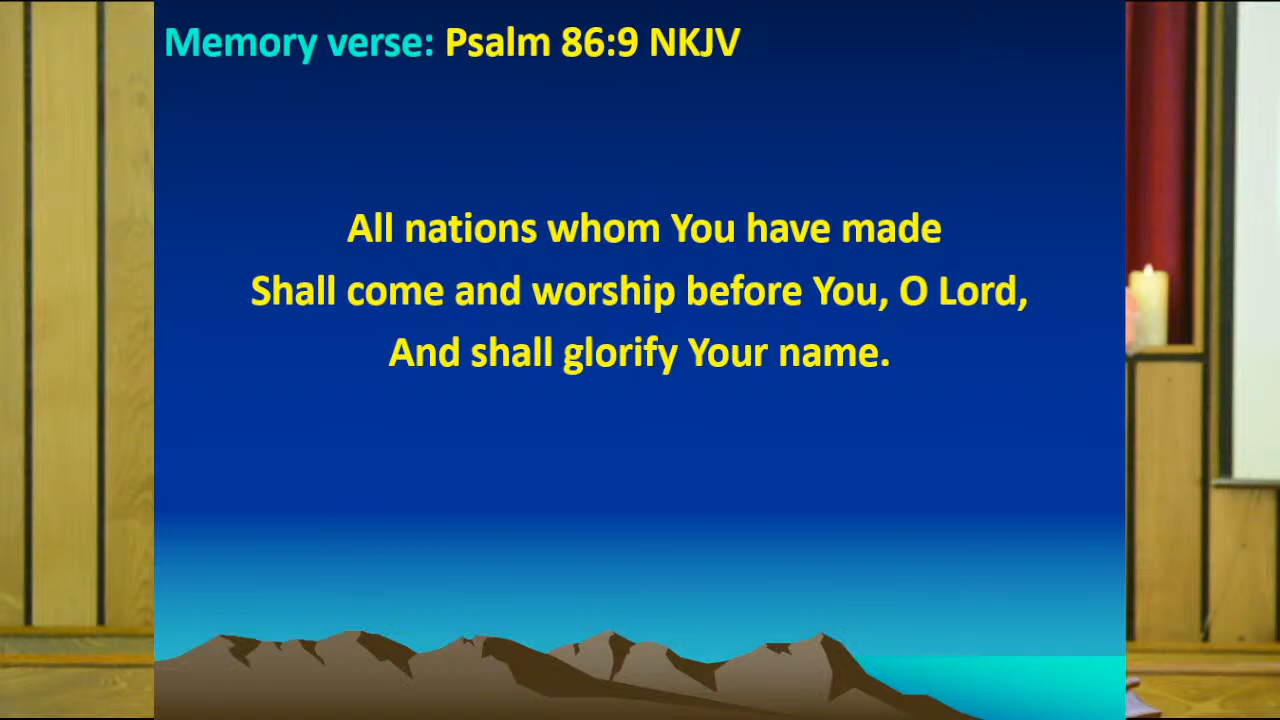 Memory verse: Psalm 86:9 NKJV
All nations whom You have made
Shall come and worship before You, O Lord,
And shall glorify Your name.